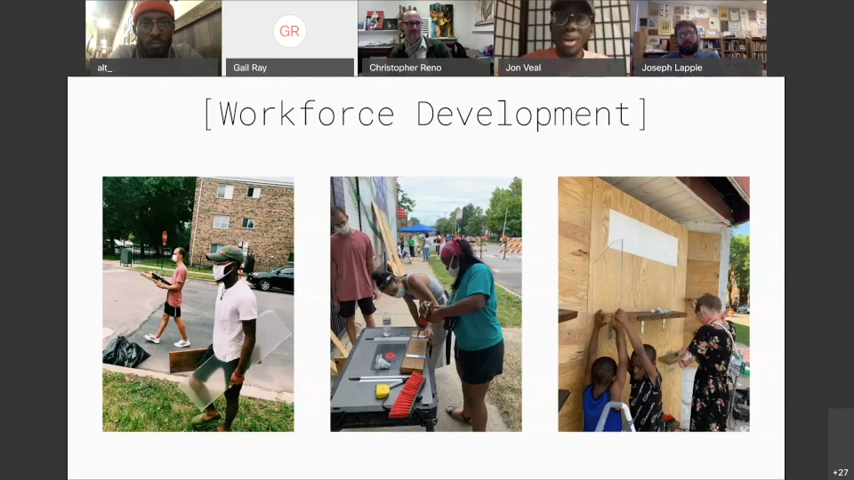 alt_
GR
Gail Ray
Christopher Reno
Jon Veal
Joseph Lappie
[Workforce Development]
+27